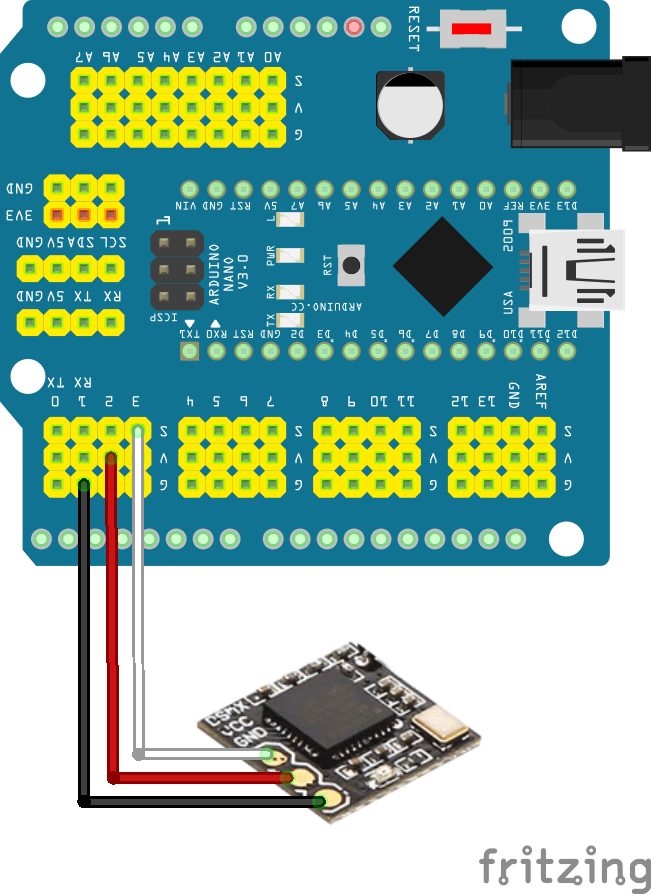 RESET
A7 A6 A5 A4 A3 A2 A1 A0
S
V
G
GND
3V3
GND 5V SDA SCL
GND 5V TX RX
VIN GND RST 5V A7 A6 A5 A4 A3 A2 A1 A0 REF 3V3 D13
L
PWR
RX
TX
RST
ARDUINO
NANO
V3.0
ICSP
ARDUINO.CC
2009
USA
TX1 RX0 RST GND D2 D3* D4 D5* D6* D7 D8 D9* D10* D11* D12
TX RX
0 1 2 3 4 5 6 7 8 9 10 11 12 13 GND AREF
S S S S
V V V V
G G G G
DSMX
VCC
GND
fritzing